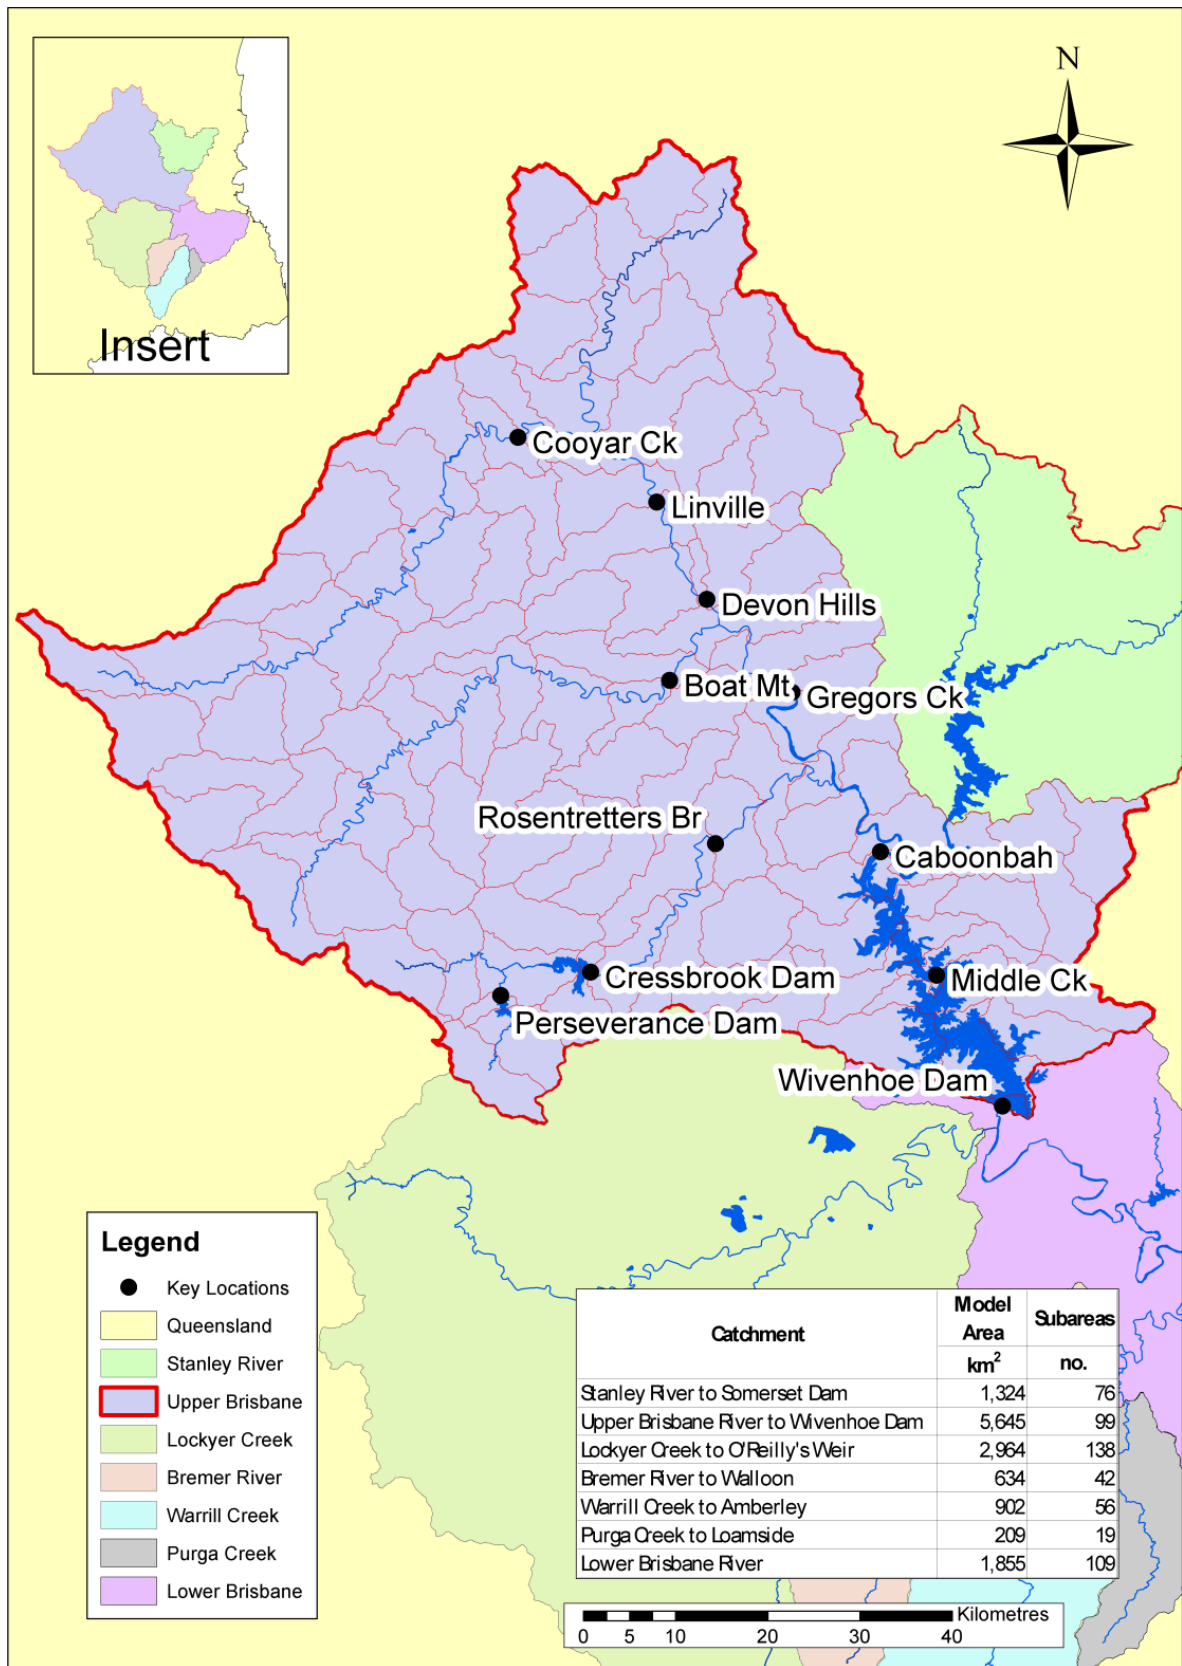 N
Insert
Cooyar Ck
Linville
Devon Hills
Boat Mt
Gregors Ck
Rosentretters Br
Caboonbah
Cressbrook Dam
Middle Ck
Perseverance Dam
Wivenhoe Dam
Legend
Key Locations
Queensland
Stanley River
Upper Brisbane
Lockyer Creek
Bremer River
Warrill Creek
Purga Creek
Lower Brisbane
Catchment Model Area Subareas
km² no.
Stanley River to Somerset Dam 1,324 76
Upper Brisbane River to Wivenhoe Dam 5,645 99
Lockyer Creek to O'Reilly's Weir 2,964 138
Bremer River to Walloon 634 42
Warrill Creek to Amberley 902 56
Purga Creek to Loamside 209 19
Lower Brisbane River 1,855 109
Kilometres
0 5 10 20 30 40